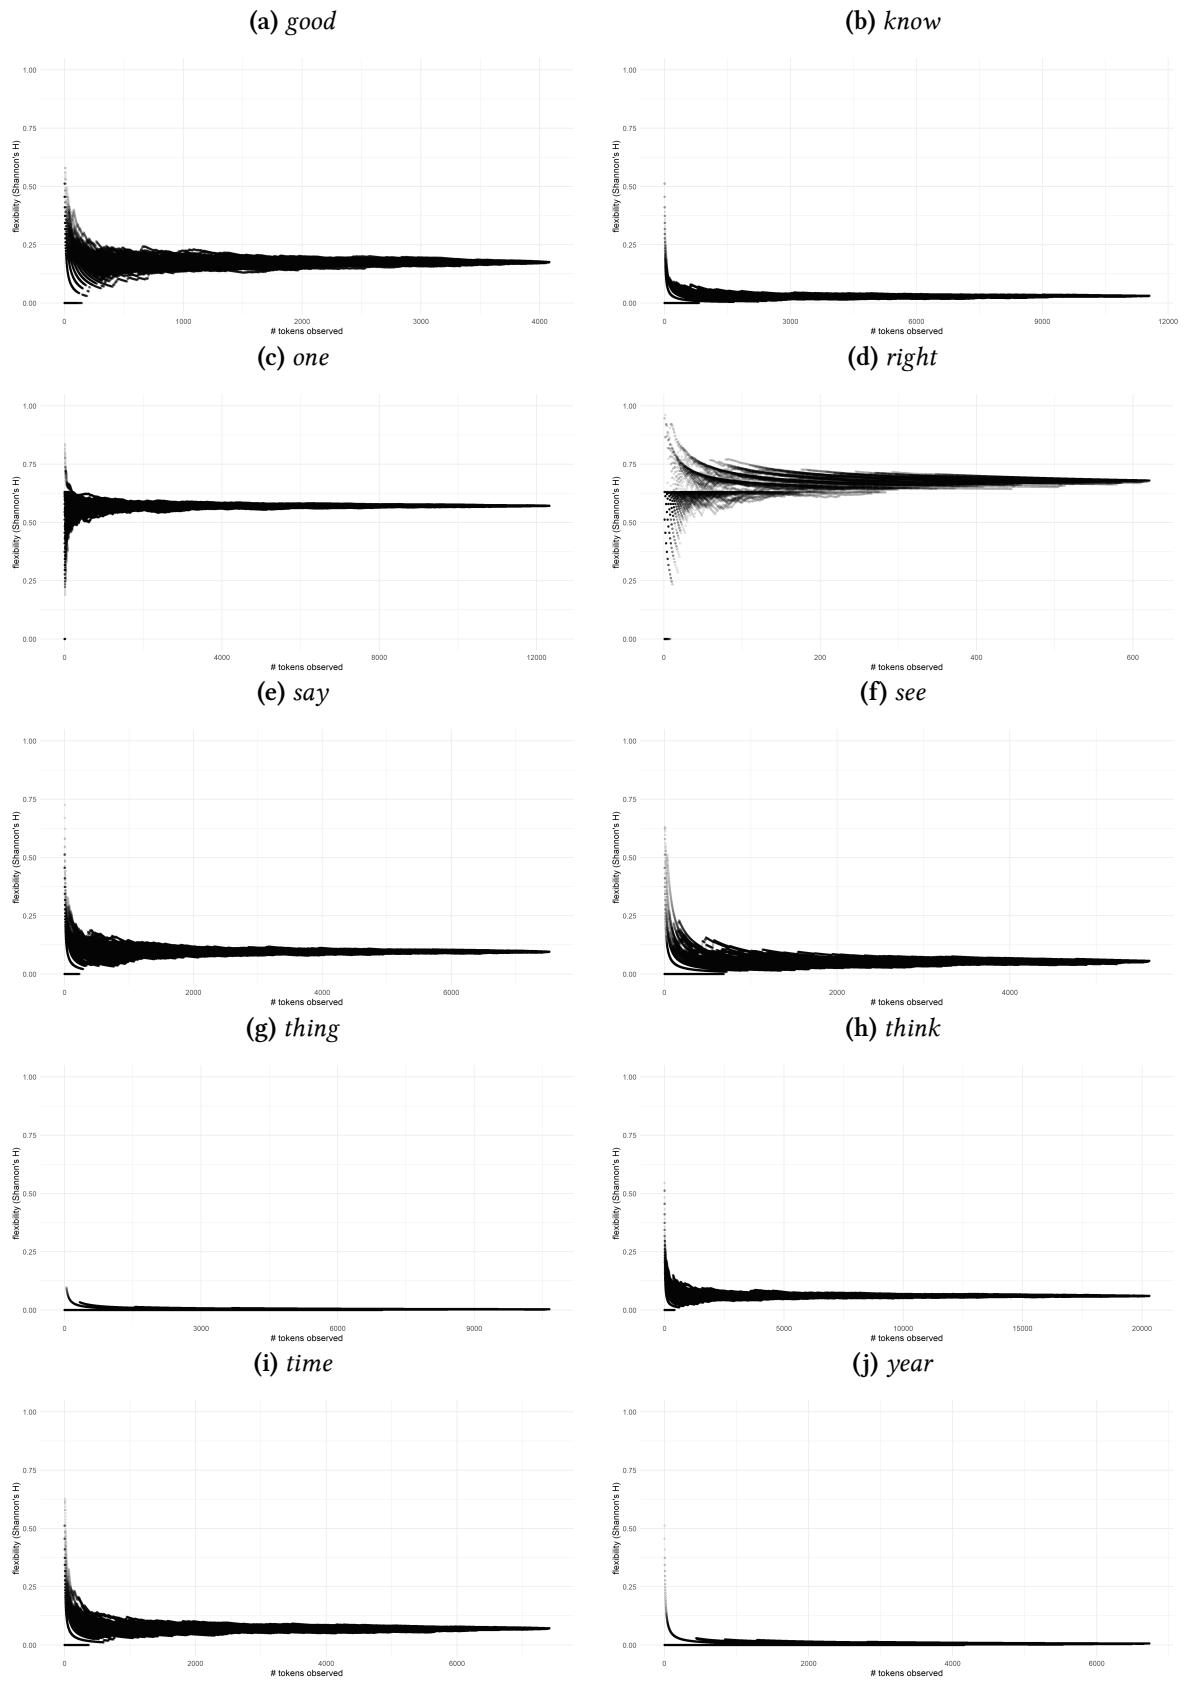 (a) good
(b) know
1.00
0.75
0.50
0.25
0.00
flexibility (Shannon's H)
0 1000 2000 3000 4000
# tokens observed
1.00
0.75
0.50
0.25
0.00
flexibility (Shannon's H)
0 3000 6000 9000 12000
# tokens observed
(c) one
(d) right
1.00
0.75
0.50
0.25
0.00
flexibility (Shannon's H)
0 4000 8000 12000
# tokens observed
1.00
0.75
0.50
0.25
0.00
flexibility (Shannon's H)
0 200 400 600
# tokens observed
(e) say
(f) see
1.00
0.75
0.50
0.25
0.00
flexibility (Shannon's H)
0 2000 4000 6000
# tokens observed
1.00
0.75
0.50
0.25
0.00
flexibility (Shannon's H)
0 2000 4000
# tokens observed
(g) thing
(h) think
1.00
0.75
0.50
0.25
0.00
flexibility (Shannon's H)
0 3000 6000 9000
# tokens observed
1.00
0.75
0.50
0.25
0.00
flexibility (Shannon's H)
0 5000 10000 15000 20000
# tokens observed
(i) time
(j) year
1.00
0.75
0.50
0.25
0.00
flexibility (Shannon's H)
0 2000 4000 6000
# tokens observed
1.00
0.75
0.50
0.25
0.00
flexibility (Shannon's H)
0 2000 4000 6000
# tokens observed